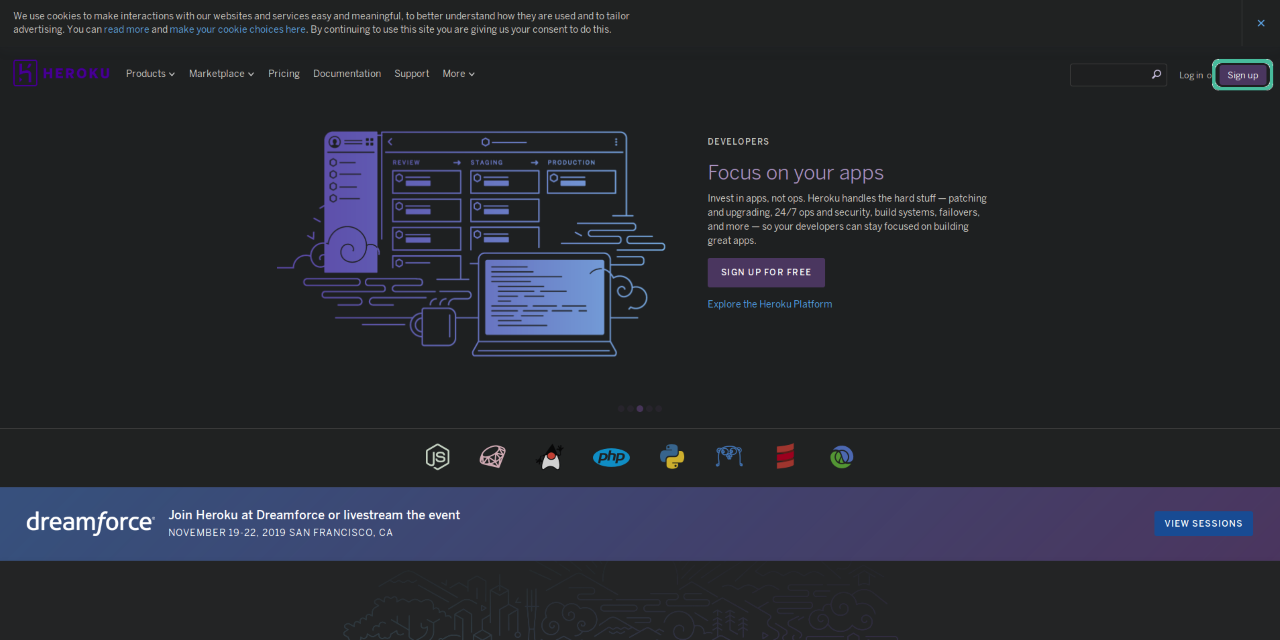 We use cookies to make interactions with our websites and services easy and meaningful, to better understand how they are used and to tailor
advertising. You can read more and make your cookie choices here. By continuing to use this site you are giving us your consent to do this.
×
HEROKU Products Marketplace Pricing Documentation Support More Log in o Sign up
REVIEW STAGING PRODUCTION
DEVELOPERS
Focus on your apps
Invest in apps, not ops. Heroku handles the hard stuff — patching
and upgrading, 24/7 ops and security, build systems, failovers,
and more — so your developers can stay focused on building
great apps.
SIGN UP FOR FREE
Explore the Heroku Platform
JS php
dreamforce
Join Heroku at Dreamforce or livestream the event
NOVEMBER 19-22, 2019 SAN FRANCISCO, CA
VIEW SESSIONS